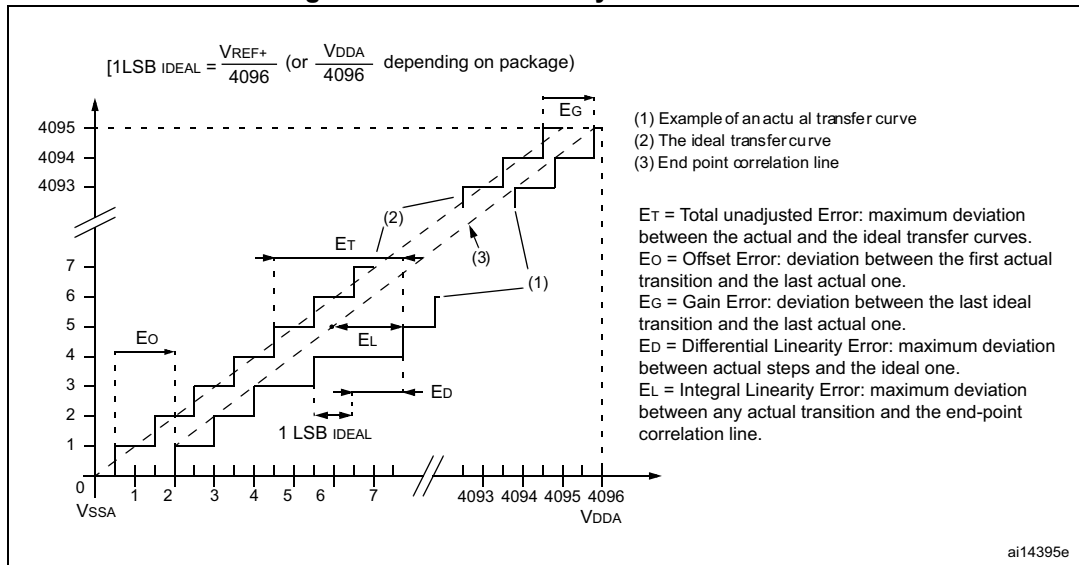 [1LSB IDEAL = VREF+ / 4096 (or VDDA / 4096 depending on package)
EG
4095
4094
4093
(1) Example of an actu al transfer curve
(2) The ideal transfer cu rve
(3) End point correlation line
ET = Total unadjusted Error: maximum deviation
between the actual and the ideal transfer curves.
EO = Offset Error: deviation between the first actual
transition and the last actual one.
EG = Gain Error: deviation between the last ideal
transition and the last actual one.
ED = Differential Linearity Error: maximum deviation
between actual steps and the ideal one.
EL = Integral Linearity Error: maximum deviation
between any actual transition and the end-point
correlation line.
(2)
ET
(3)
7
(1)
6
5
EO
EL
4
3
ED
2
1 LSB IDEAL
1
0
1 2 3 4 5 6 7 4093 4094 4095 4096
VSSA VDDA
ai14395e